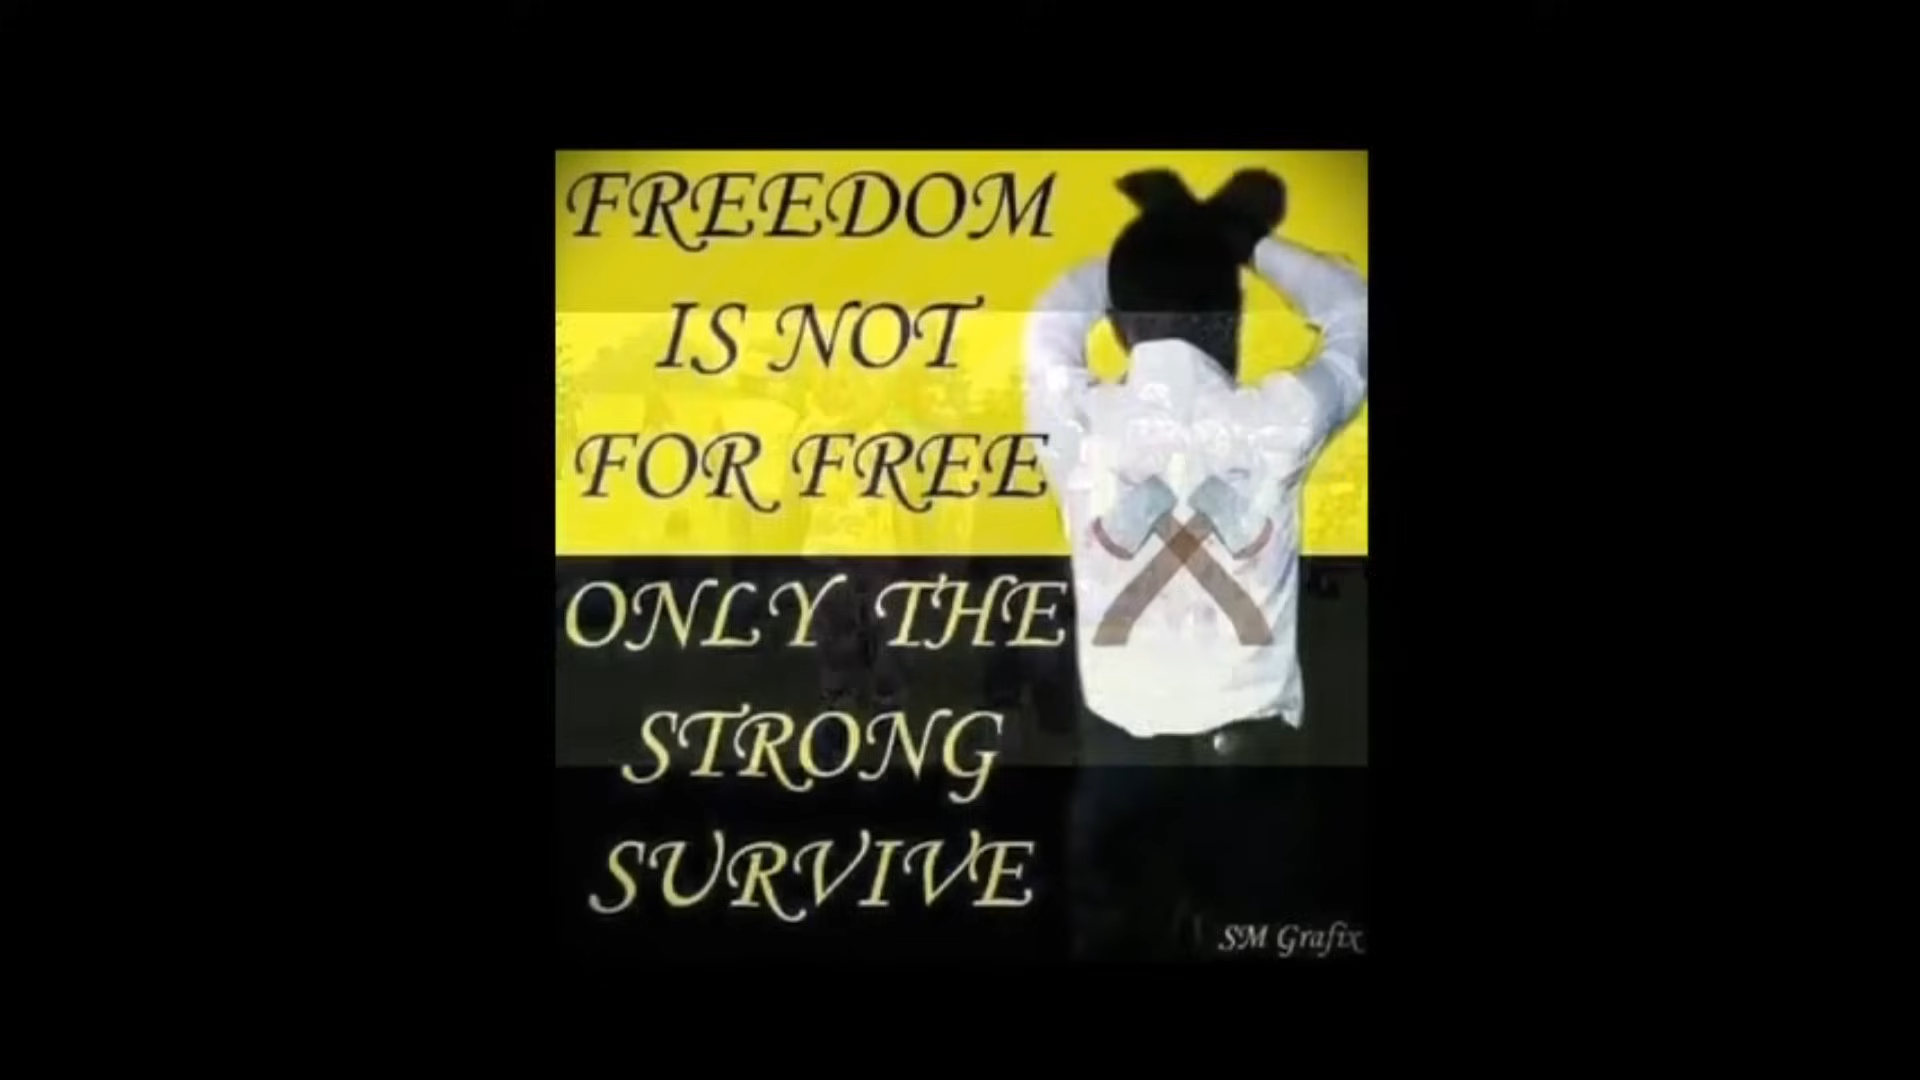 FREEDOM
IS NOT
FOR FREE
ONLY THE
STRONG
SURVIVE
SM Grafix